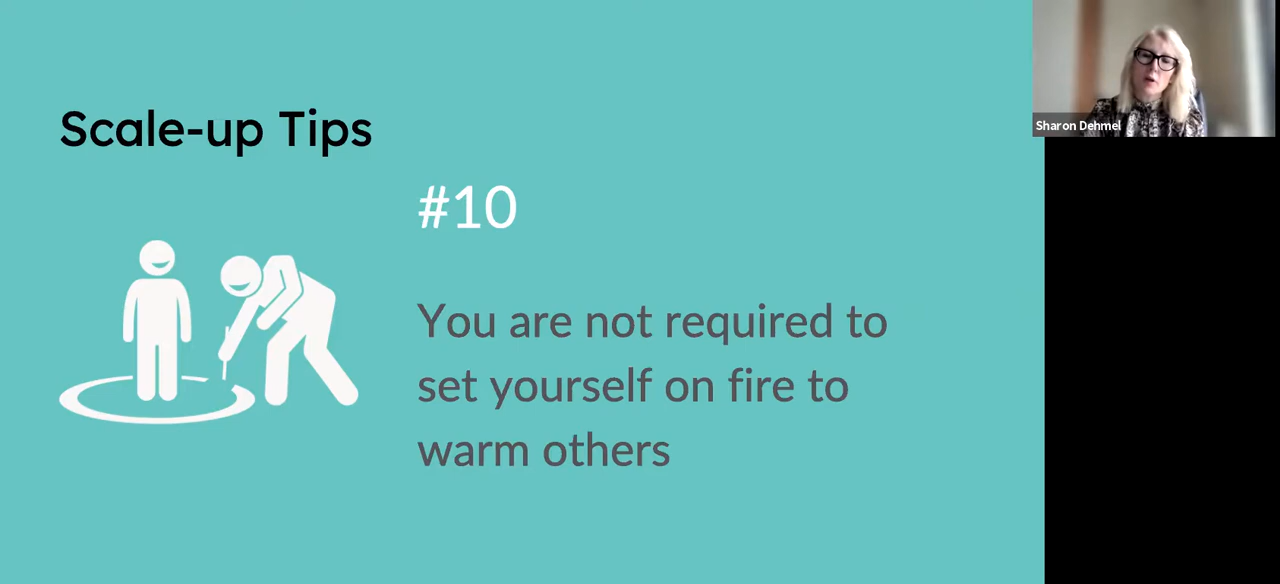 Scale-up Tips
#10
You are not required to
set yourself on fire to
warm others
Sharon Dehmel